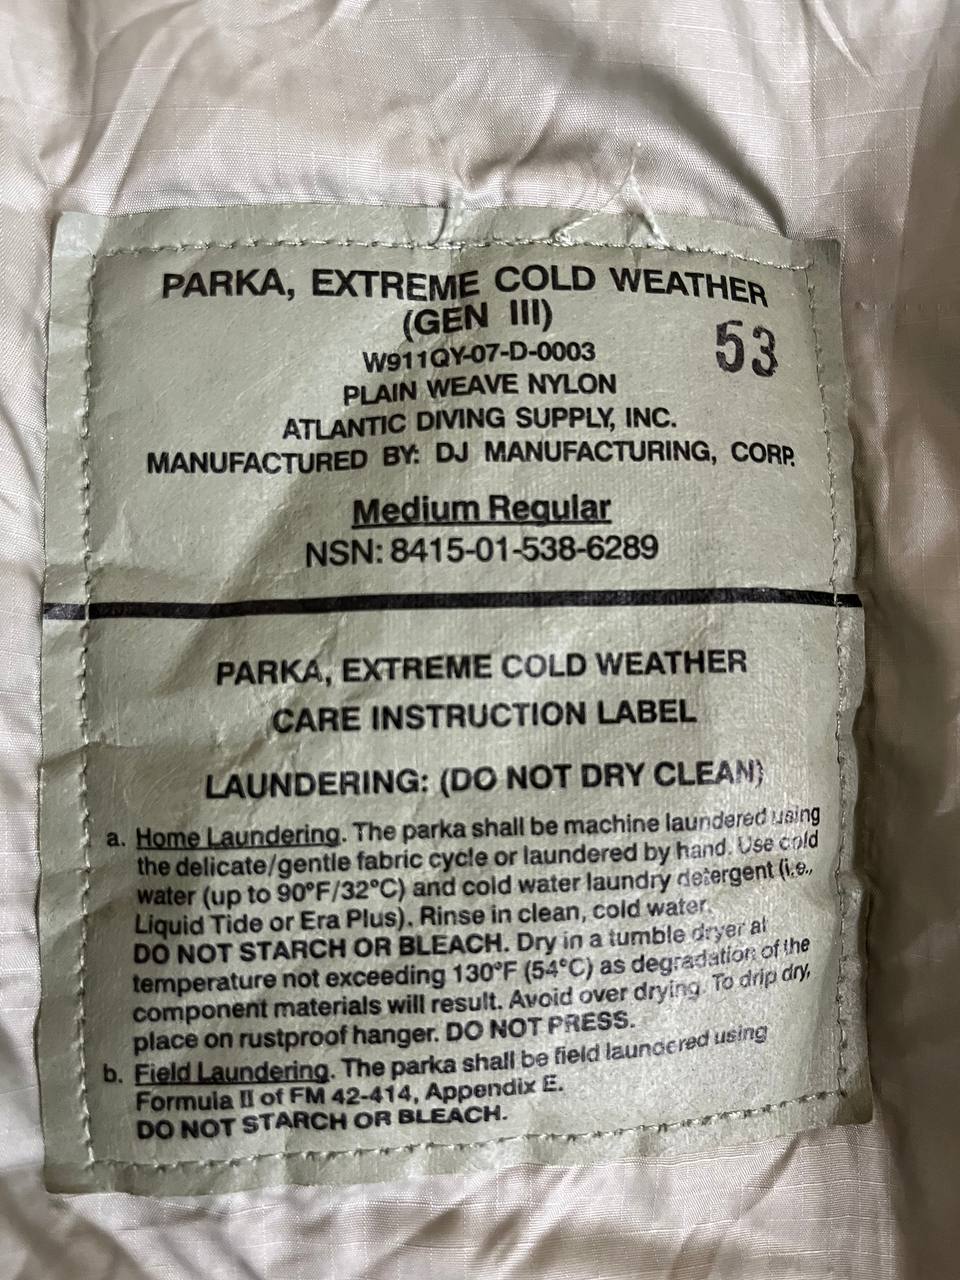 PARKA, EXTREME COLD WEATHER
(GEN III)
53
W911QY-07-D-0003
PLAIN WEAVE NYLON
ATLANTIC DIVING SUPPLY, INC.
MANUFACTURED BY: DJ MANUFACTURING, CORP.
Medium Regular
NSN: 8415-01-538-6289
PARKA, EXTREME COLD WEATHER
CARE INSTRUCTION LABEL
LAUNDERING: (DO NOT DRY CLEAN)
a. Home Laundering. The parka shall be machine laundered using
the delicate/gentle fabric cycle or laundered by hand. Use cold
water (up to 90°F/32°C) and cold water laundry detergent (i.e.,
Liquid Tide or Era Plus). Rinse in clean, cold water.
DO NOT STARCH OR BLEACH. Dry in a tumble dryer at
temperature not exceeding 130°F (54°C) as degradation of the
component materials will result. Avoid over drying. To drip dry,
place on rustproof hanger. DO NOT PRESS.
b. Field Laundering. The parka shall be field laundered using
Formula II of FM 42-414, Appendix E.
DO NOT STARCH OR BLEACH.